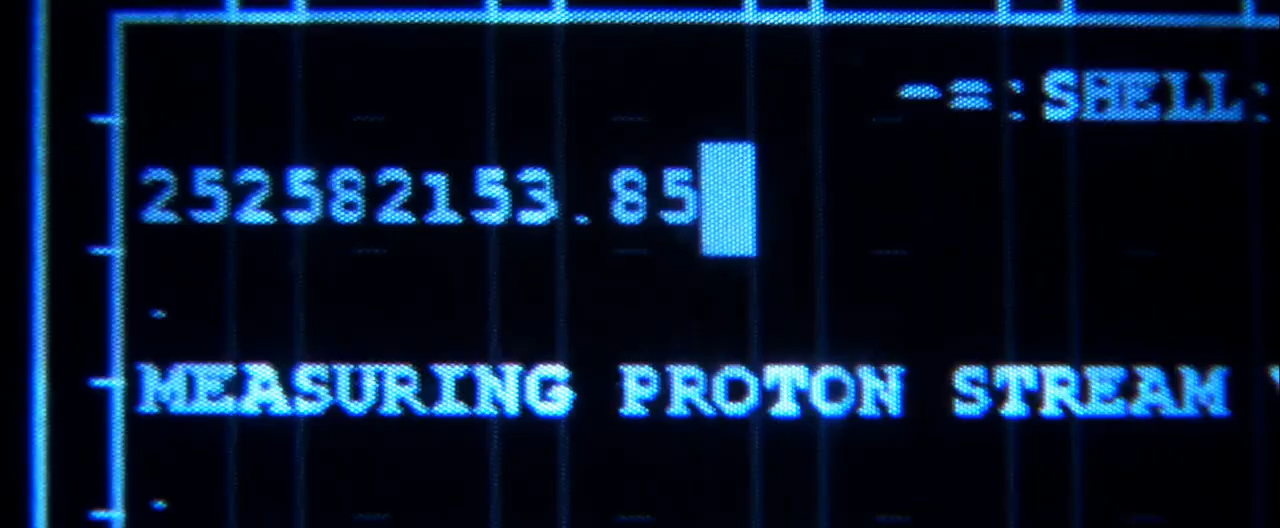 -=:SHELL:
252582153.85
.
MEASURING PROTON STREAM
.